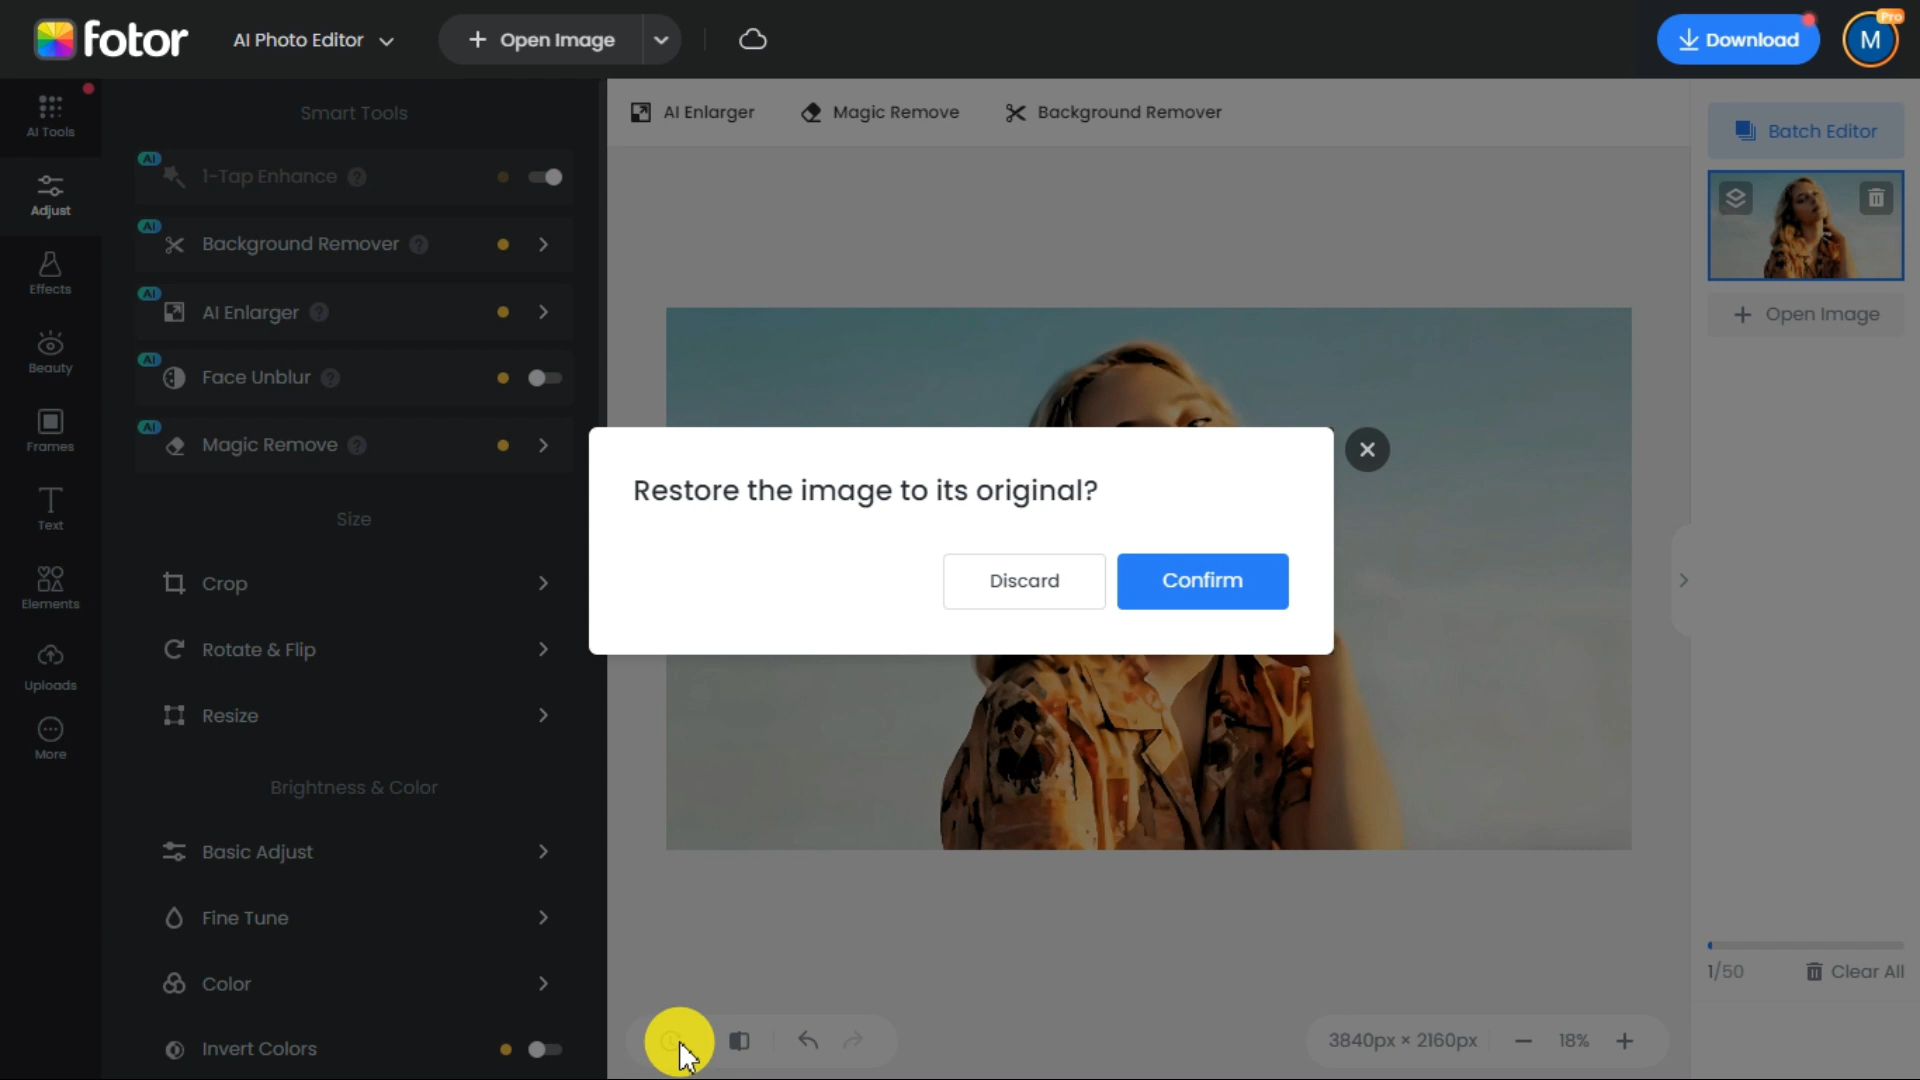 fotor
AI Photo Editor
Open Image
Download
Pro
M
AI Tools
Adjust
Effects
Beauty
Frames
Text
Elements
Uploads
More
Smart Tools
AI
1-Tap Enhance ?
AI
Background Remover ?
AI
AI Enlarger ?
AI
Face Unblur ?
AI
Magic Remove ?
Size
Crop
Rotate & Flip
Resize
Brightness & Color
Basic Adjust
Fine Tune
Color
Invert Colors
AI Enlarger
Magic Remove
Background Remover
Restore the image to its original?
Discard
Confirm
3840px × 2160px
18%
Batch Editor
Open Image
1/50
Clear All